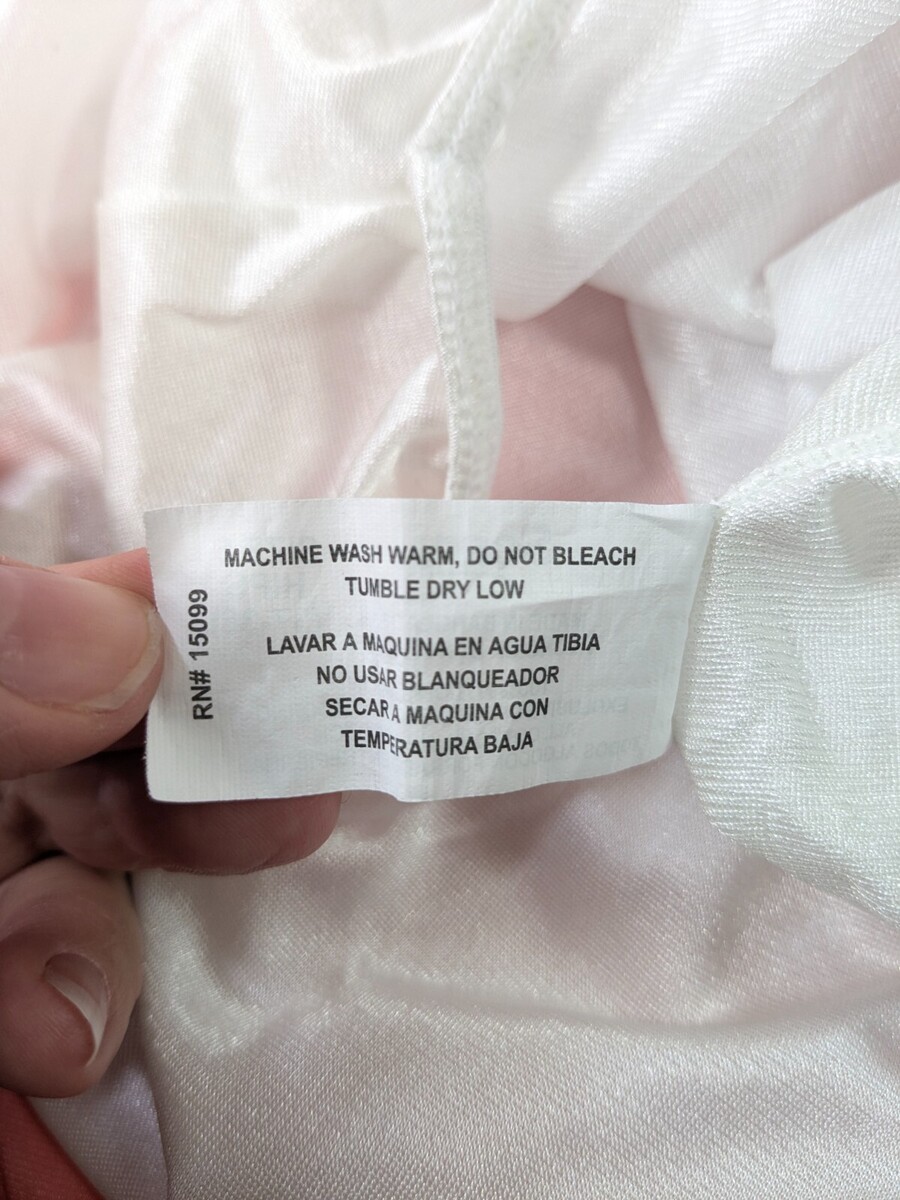 MACHINE WASH WARM, DO NOT BLEACH
TUMBLE DRY LOW
LAVAR A MAQUINA EN AGUA TIBIA
NO USAR BLANQUEADOR
SECAR A MAQUINA CON
TEMPERATURA BAJA
RN# 15099